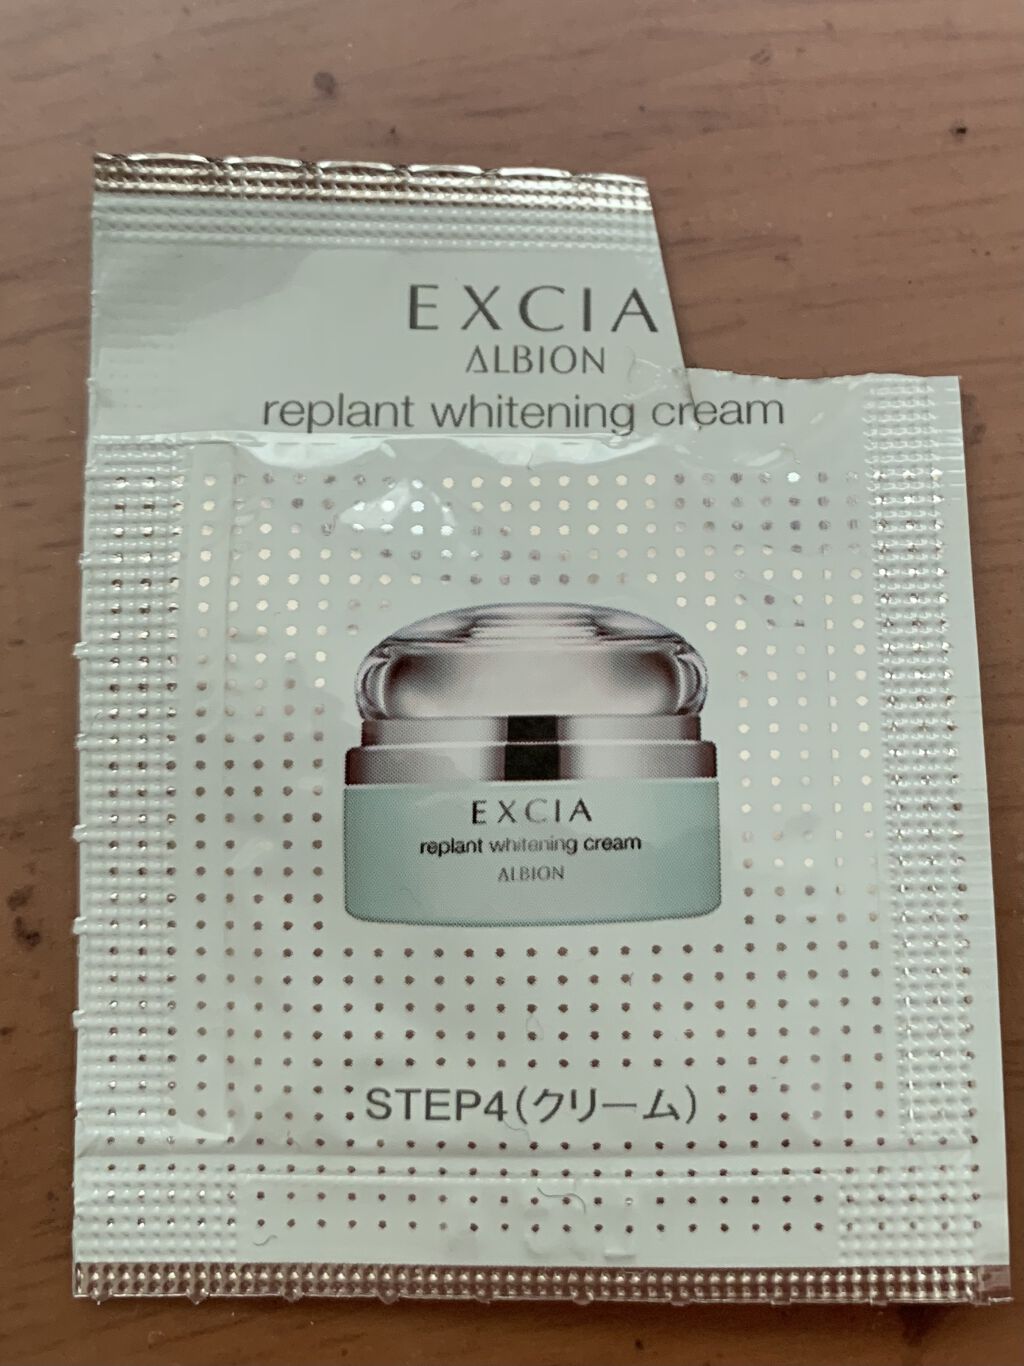 EXCIA
ALBION
replant whitening cream
EXCIA
replant whitening cream
ALBION
STEP4(クリーム)